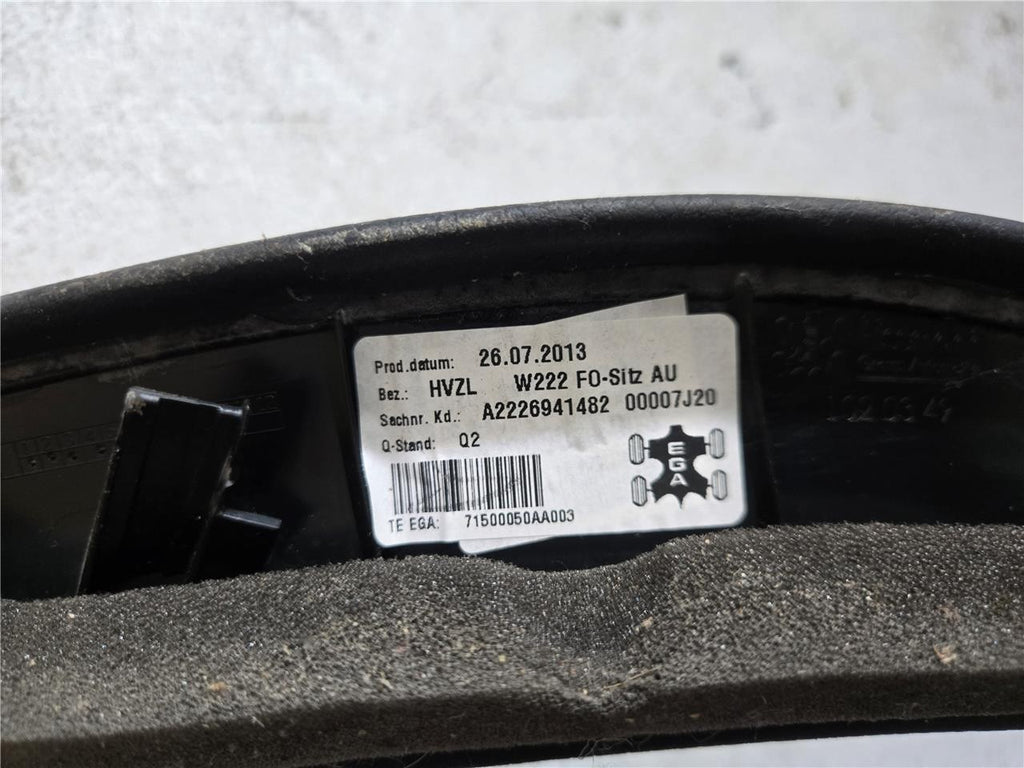 Prod.datum: 26.07.2013
Bez.: HVZL W222 FO-Sitz AU
Sachnr. Kd.: A2226941482 00007J20
Q-Stand: Q2
EGA
TE EGA: 71500050AA003